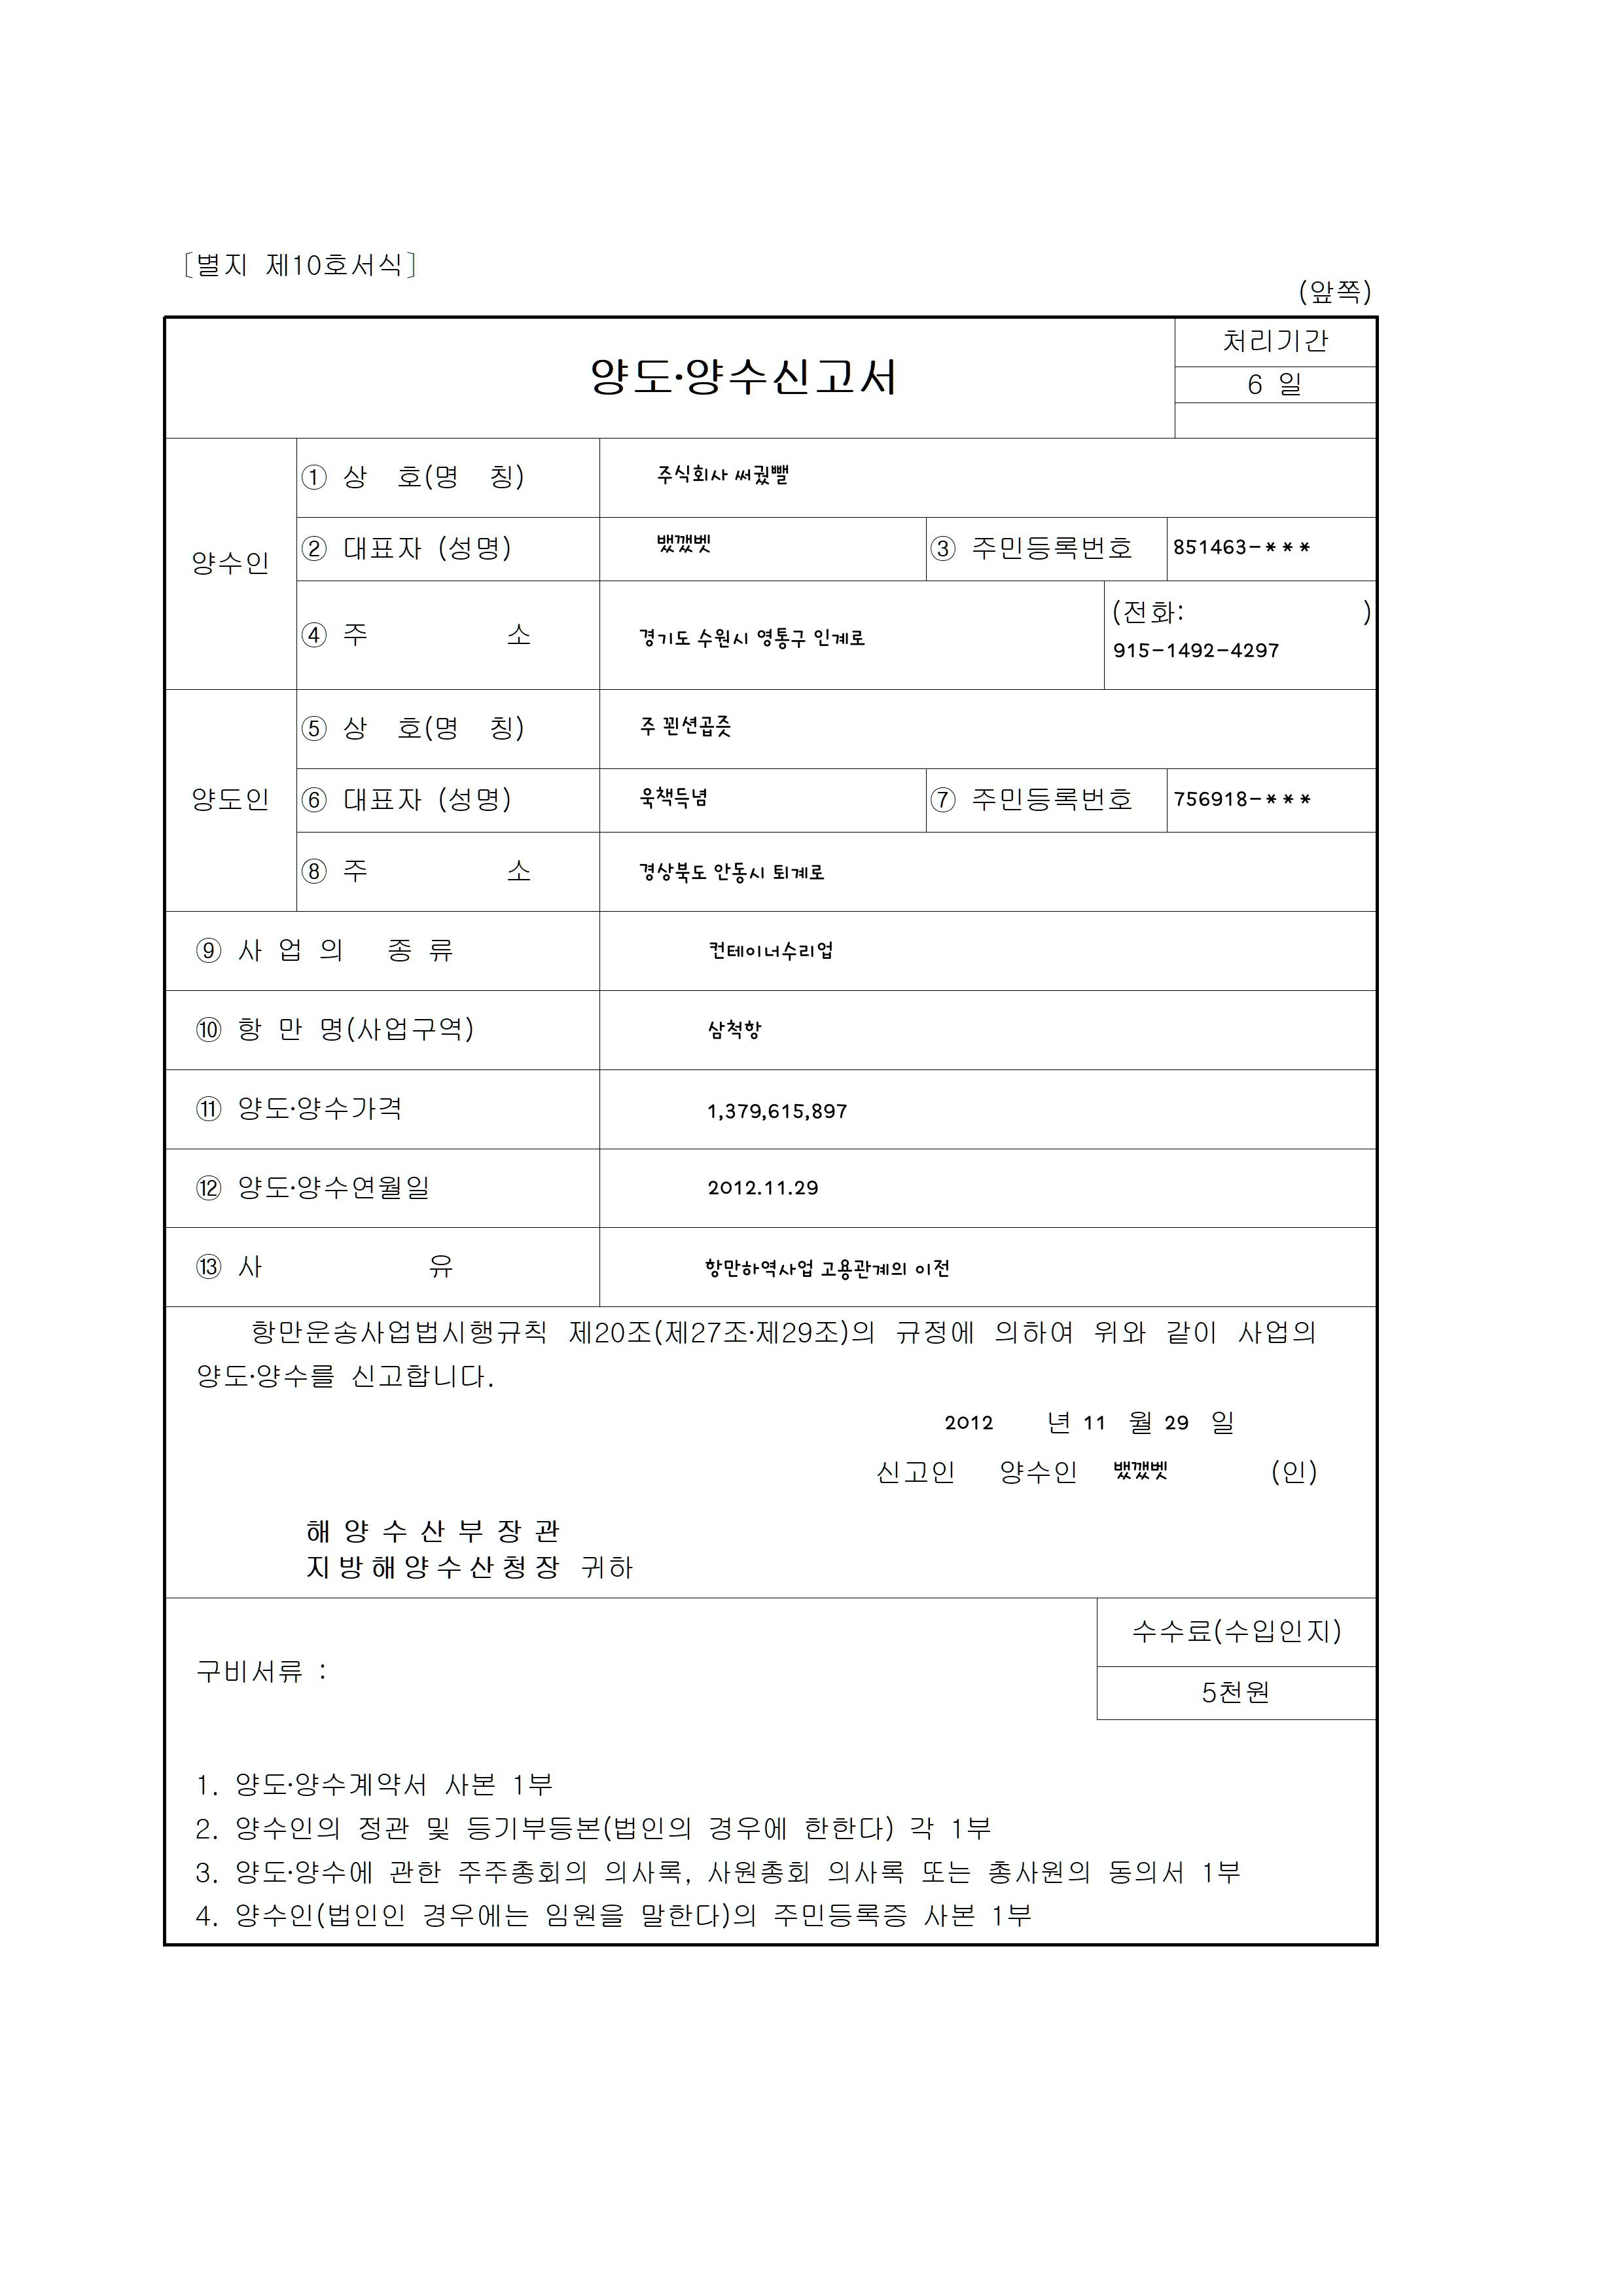 [별지 제10호서식]
(앞쪽)
양도·양수신고서
처리기간
6 일
양수인
① 상 호(명 칭)
주식회사 써궜뺄
② 대표자 (성명)
뱄깼벳
③ 주민등록번호
851463-***
④ 주 소
경기도 수원시 영통구 인계로
(전화: )
915-1492-4297
양도인
⑤ 상 호(명 칭)
주 뀐션곱즛
⑥ 대표자 (성명)
욱책득념
⑦ 주민등록번호
756918-***
⑧ 주 소
경상북도 안동시 퇴계로
⑨ 사 업 의 종 류
컨테이너수리업
⑩ 항 만 명(사업구역)
삼척항
⑪ 양도·양수가격
1,379,615,897
⑫ 양도·양수연월일
2012.11.29
⑬ 사 유
항만하역사업 고용관계의 이전
항만운송사업법시행규칙 제20조(제27조·제29조)의 규정에 의하여 위와 같이 사업의
양도·양수를 신고합니다.
2012 년 11 월 29 일
신고인 양수인 뱄깼벳 (인)
해 양 수 산 부 장 관
지방해양수산청장 귀하
구비서류 :
수수료(수입인지)
5천원
1. 양도·양수계약서 사본 1부
2. 양수인의 정관 및 등기부등본(법인의 경우에 한한다) 각 1부
3. 양도·양수에 관한 주주총회의 의사록, 사원총회 의사록 또는 총사원의 동의서 1부
4. 양수인(법인인 경우에는 임원을 말한다)의 주민등록증 사본 1부